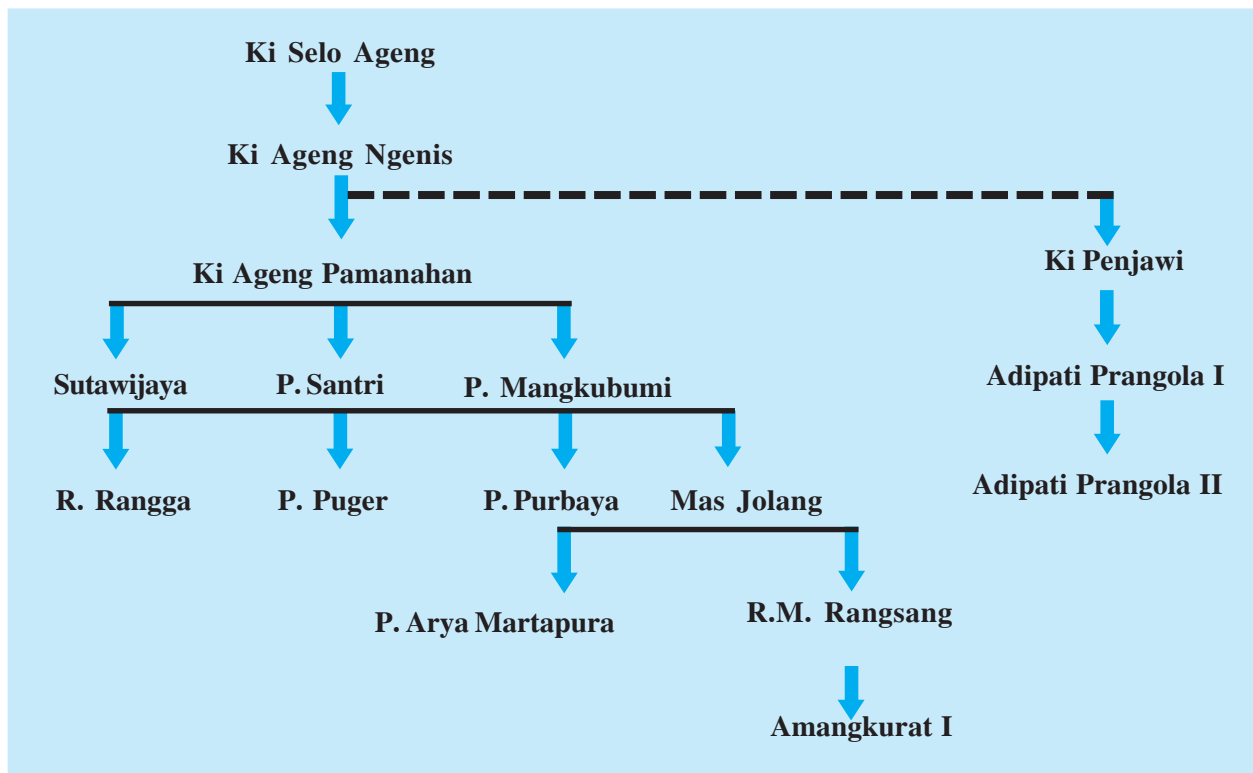 Ki Selo Ageng
Ki Ageng Ngenis
Ki Ageng Pamanahan
Ki Penjawi
Sutawijaya
P. Santri
P. Mangkubumi
Adipati Prangola I
R. Rangga
P. Puger
P. Purbaya
Mas Jolang
Adipati Prangola II
P. Arya Martapura
R.M. Rangsang
Amangkurat I